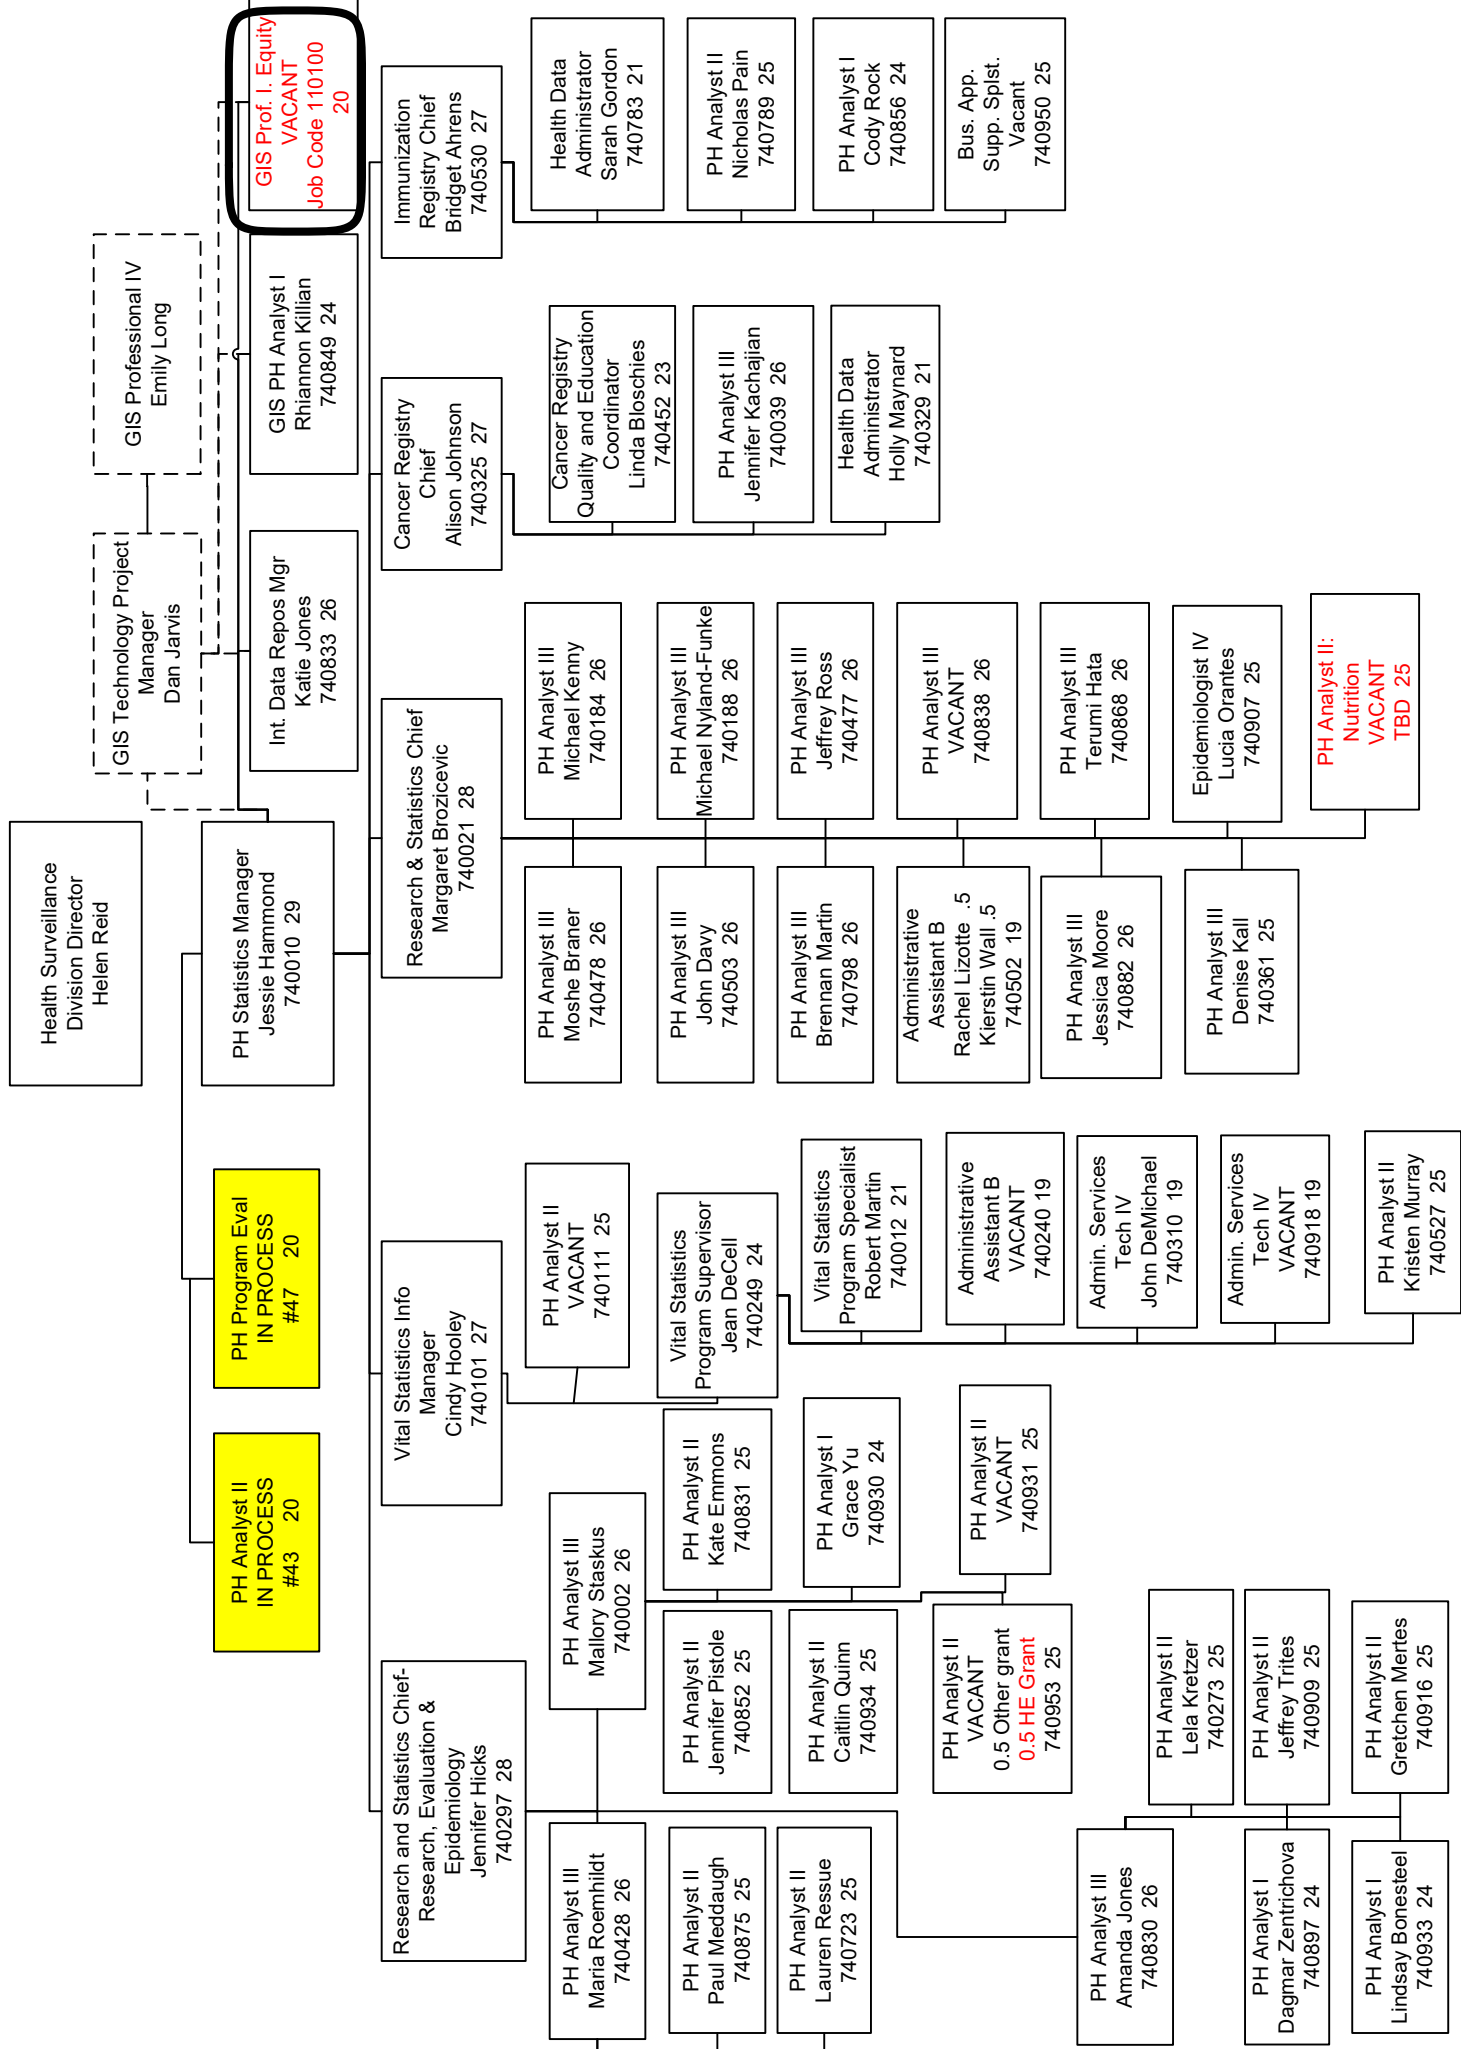 Health Surveillance
Division Director
Helen Reid
GIS Technology Project
Manager
Dan Jarvis
GIS Professional IV
Emily Long
PH Analyst II
IN PROCESS
#43 20
PH Program Eval
IN PROCESS
#47 20
PH Statistics Manager
Jessie Hammond
740010 29
Int. Data Repos Mgr
Katie Jones
740833 26
GIS PH Analyst I
Rhiannon Killian
740849 24
GIS Prof. I. Equity
VACANT
Job Code 110100
20
Research and Statistics Chief-
Research, Evaluation &
Epidemiology
Jennifer Hicks
740297 28
Vital Statistics Info
Manager
Cindy Hooley
740101 27
Research & Statistics Chief
Margaret Brozicevic
740021 28
Cancer Registry
Chief
Alison Johnson
740325 27
Immunization
Registry Chief
Bridget Ahrens
740530 27
PH Analyst III
Maria Roemhildt
740428 26
PH Analyst II
Paul Meddaugh
740875 25
PH Analyst II
Lauren Ressue
740723 25
PH Analyst III
Mallory Staskus
740002 26
PH Analyst II
Jennifer Pistole
740852 25
PH Analyst II
Kate Emmons
740831 25
PH Analyst II
Caitlin Quinn
740934 25
PH Analyst I
Grace Yu
740930 24
PH Analyst II
VACANT
0.5 Other grant
0.5 HE Grant
740953 25
PH Analyst II
VACANT
740931 25
PH Analyst III
Amanda Jones
740830 26
PH Analyst II
Lela Kretzer
740273 25
PH Analyst I
Dagmar Zentrichova
740897 24
PH Analyst II
Jeffrey Trites
740909 25
PH Analyst I
Lindsay Bonesteel
740933 24
PH Analyst II
Gretchen Mertes
740916 25
PH Analyst II
VACANT
740111 25
Vital Statistics
Program Supervisor
Jean DeCell
740249 24
Vital Statistics
Program Specialist
Robert Martin
740012 21
Administrative
Assistant B
VACANT
740240 19
Admin. Services
Tech IV
John DeMichael
740310 19
Admin. Services
Tech IV
VACANT
740918 19
PH Analyst II
Kristen Murray
740527 25
PH Analyst III
Moshe Braner
740478 26
PH Analyst III
Michael Kenny
740184 26
PH Analyst III
John Davy
740503 26
PH Analyst III
Michael Nyland-Funke
740188 26
PH Analyst III
Brennan Martin
740798 26
PH Analyst III
Jeffrey Ross
740477 26
Administrative
Assistant B
Rachel Lizotte .5
Kierstin Wall .5
740502 19
PH Analyst III
VACANT
740838 26
PH Analyst III
Jessica Moore
740882 26
PH Analyst III
Terumi Hata
740868 26
PH Analyst III
Denise Kall
740361 25
Epidemiologist IV
Lucia Orantes
740907 25
PH Analyst II:
Nutrition
VACANT
TBD 25
Cancer Registry
Quality and Education
Coordinator
Linda Bloschies
740452 23
PH Analyst III
Jennifer Kachajian
740039 26
Health Data
Administrator
Holly Maynard
740329 21
Health Data
Administrator
Sarah Gordon
740783 21
PH Analyst II
Nicholas Pain
740789 25
PH Analyst I
Cody Rock
740856 24
Bus. App.
Supp. Splst.
Vacant
740950 25